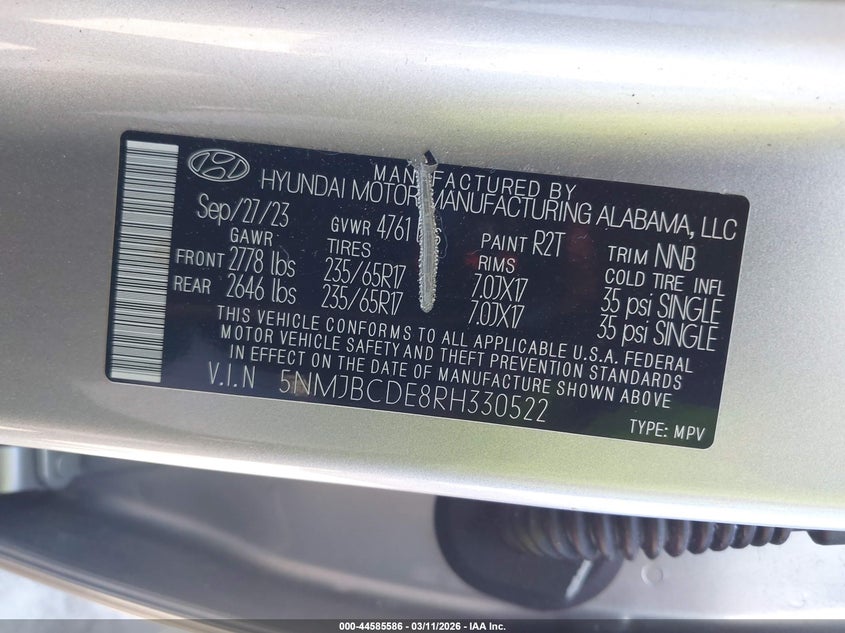 MANUFACTURED BY
HYUNDAI MOTOR MANUFACTURING ALABAMA, LLC
Sep/27/23 GVWR 4761 PAINT R2T TRIM NNB
GAWR TIRES RIMS COLD TIRE INFL
FRONT 2778 lbs 235/65R17 7.0JX17 35 psi SINGLE
REAR 2646 lbs 235/65R17 7.0JX17 35 psi SINGLE
THIS VEHICLE CONFORMS TO ALL APPLICABLE U.S.A. FEDERAL
MOTOR VEHICLE SAFETY AND THEFT PREVENTION STANDARDS
IN EFFECT ON THE DATE OF MANUFACTURE SHOWN ABOVE
V.I.N 5NMJBCDE8RH330522
TYPE: MPV
000-44585586 - 03/11/2026 - IAA Inc.